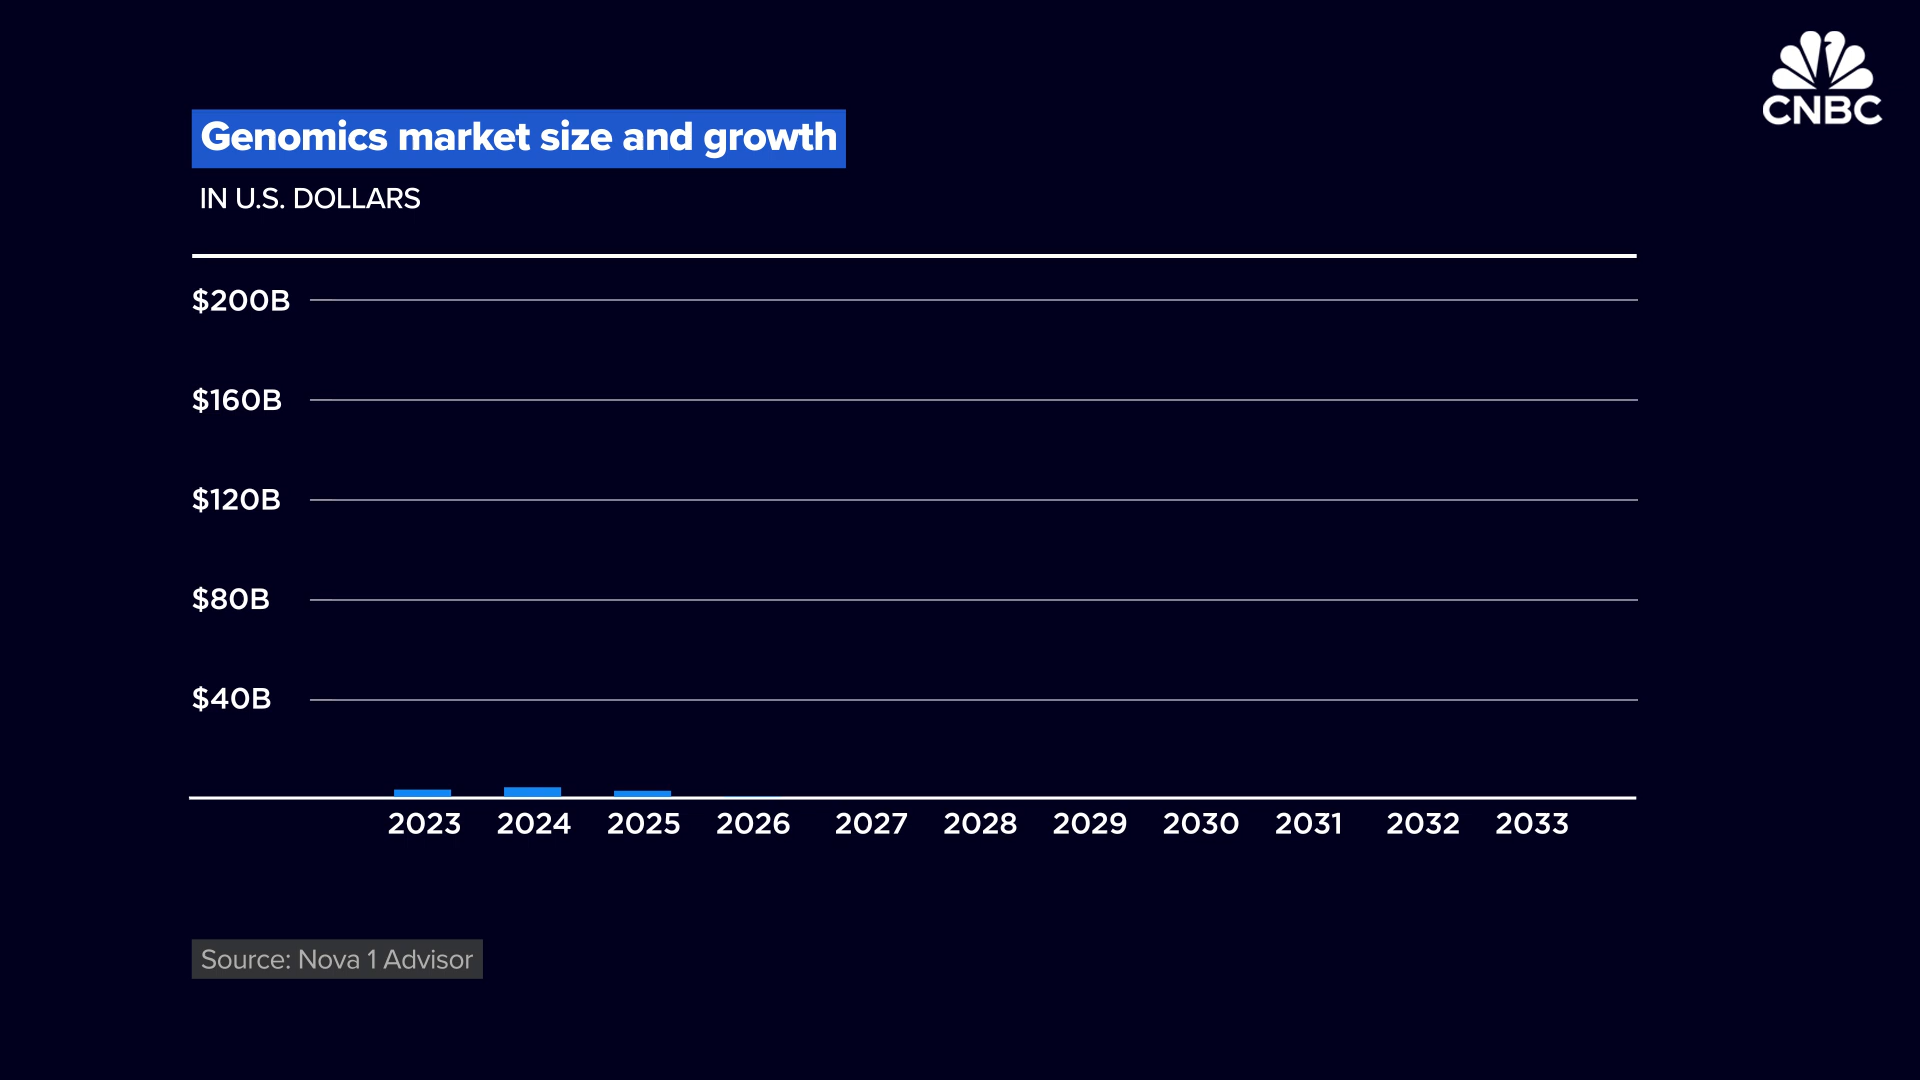 CNBC
Genomics market size and growth
IN U.S. DOLLARS
$200B
$160B
$120B
$80B
$40B
2023 2024 2025 2026 2027 2028 2029 2030 2031 2032 2033
Source: Nova 1 Advisor